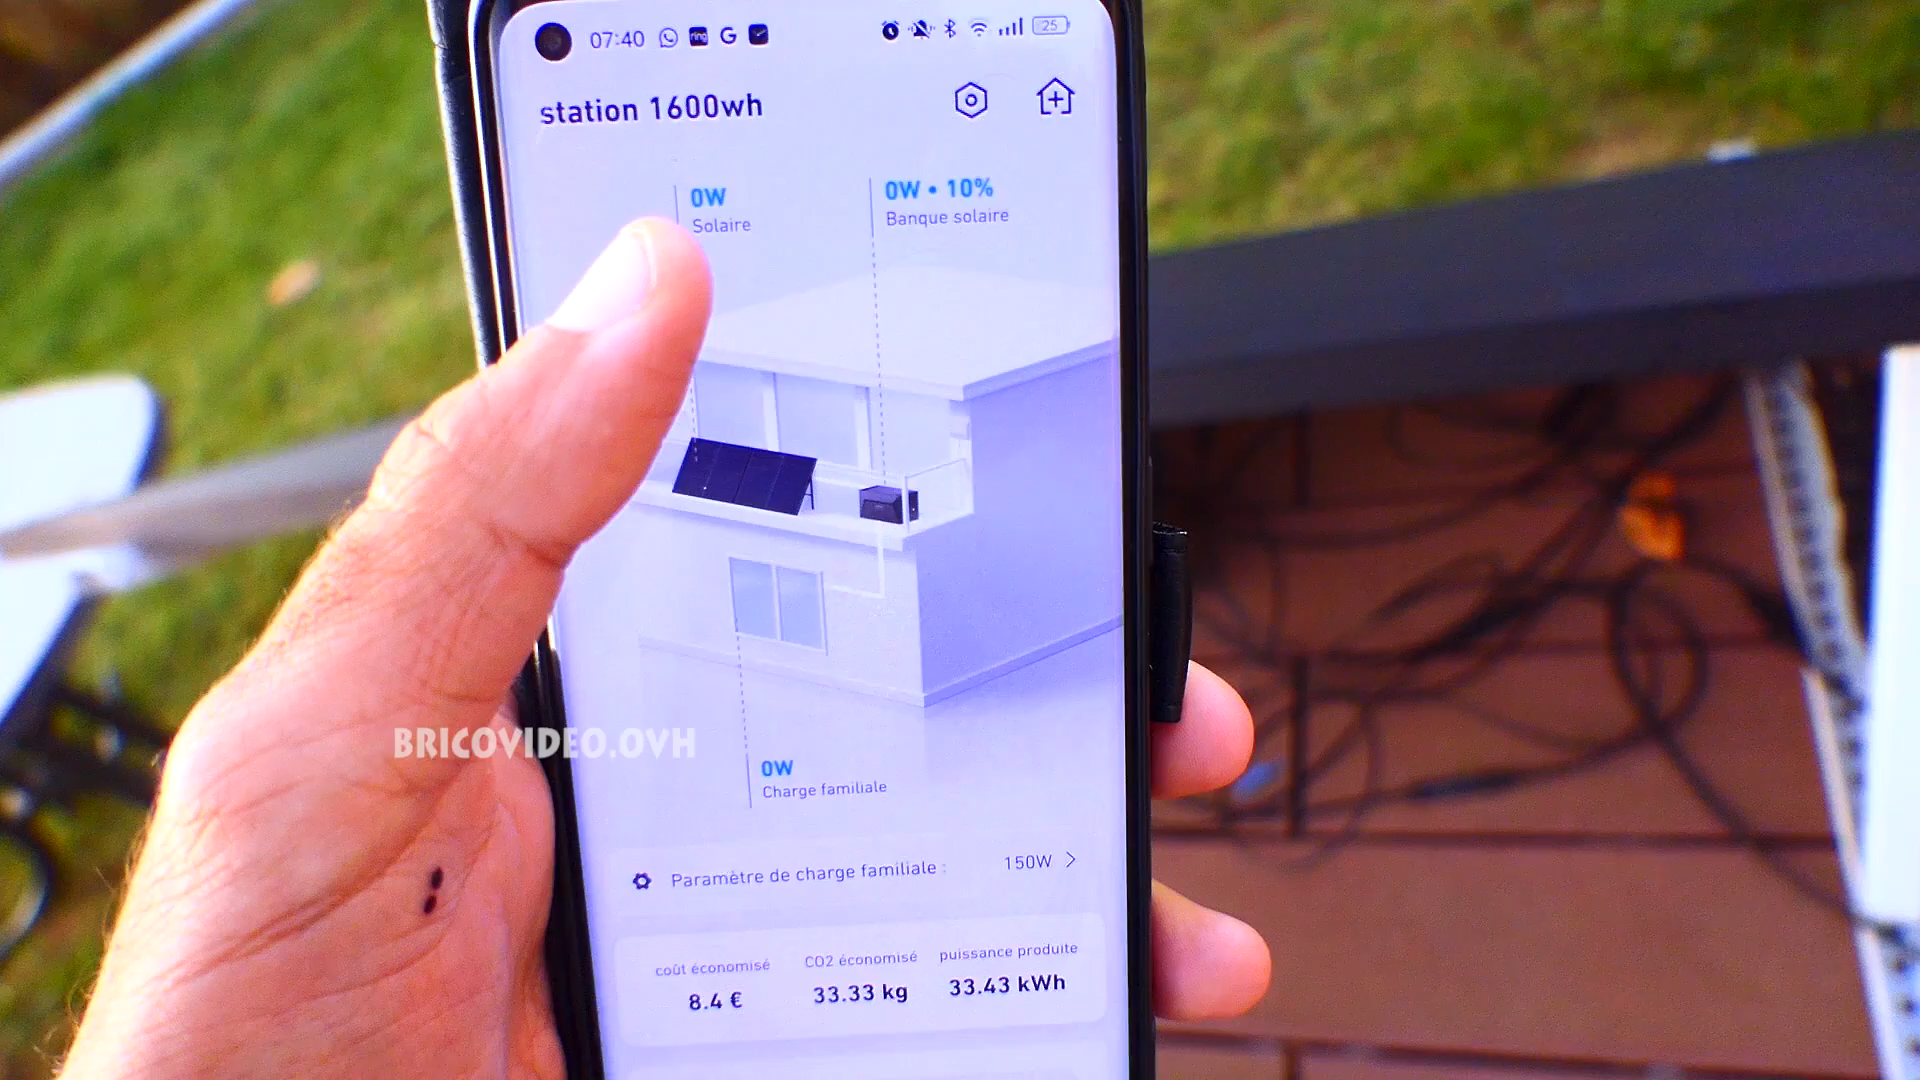 07:40
ring
G
25
station 1600wh
0W
Solaire
0W • 10%
Banque solaire
BRICOVIDEO.OVH
0W
Charge familiale
Paramètre de charge familiale :
150W
coût économisé
CO2 économisé
puissance produite
8.4 €
33.33 kg
33.43 kWh